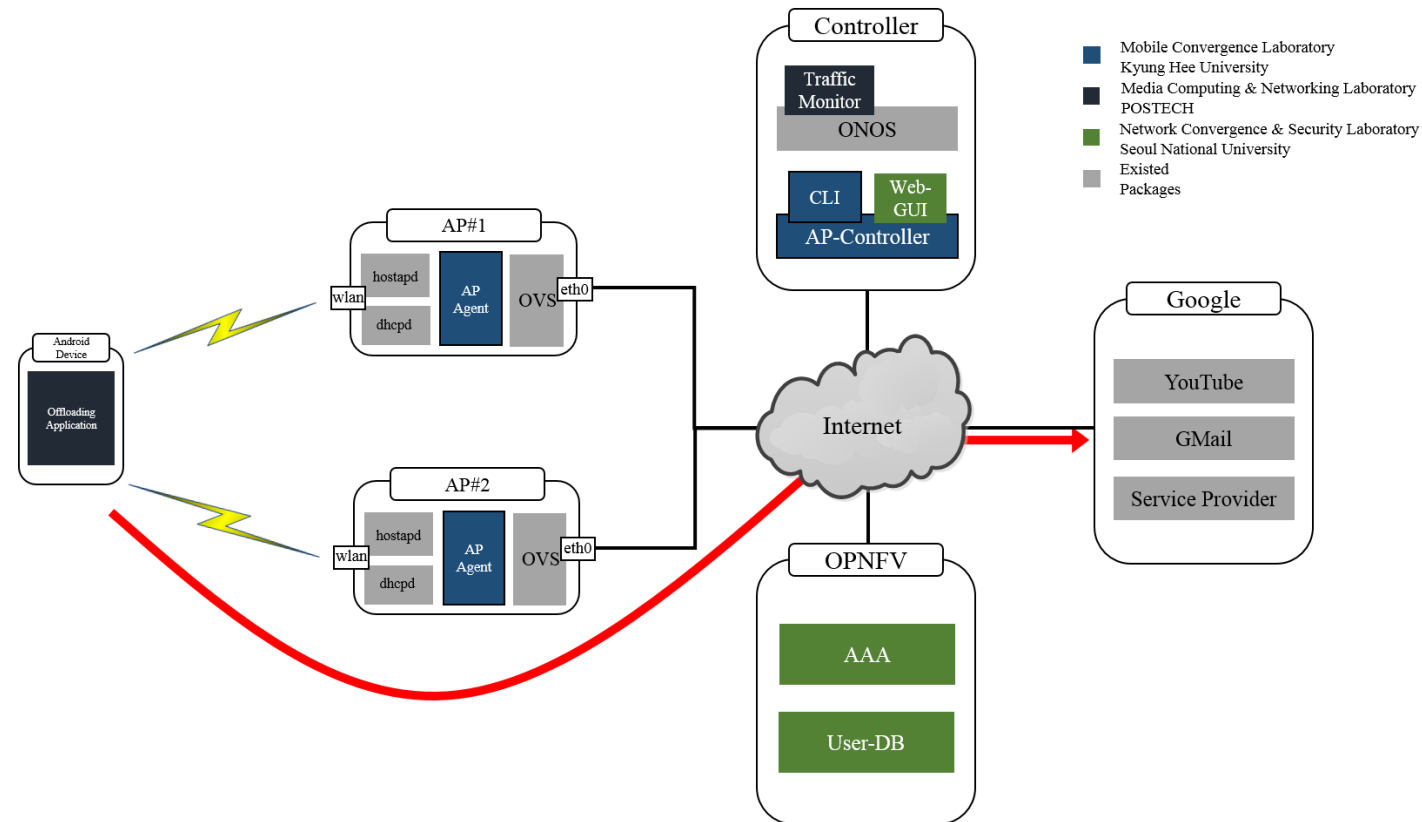 Controller
Traffic
Monitor
ONOS
CLI
Web-
GUI
AP-Controller
Mobile Convergence Laboratory
Kyung Hee University
Media Computing & Networking Laboratory
POSTECH
Network Convergence & Security Laboratory
Seoul National University
Existed
Packages
AP#1
hostapd
dhcpd
AP
Agent
OVS
wlan
eth0
Android
Device
Offloading
Application
AP#2
hostapd
dhcpd
AP
Agent
OVS
wlan
eth0
Internet
Google
YouTube
GMail
Service Provider
OPNFV
AAA
User-DB